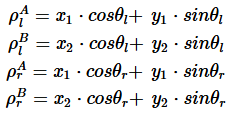 ρ_l^A = x_1 · cosθ_l + y_1 · sinθ_l
ρ_l^B = x_2 · cosθ_l + y_2 · sinθ_l
ρ_r^A = x_1 · cosθ_r + y_1 · sinθ_r
ρ_r^B = x_2 · cosθ_r + y_2 · sinθ_r